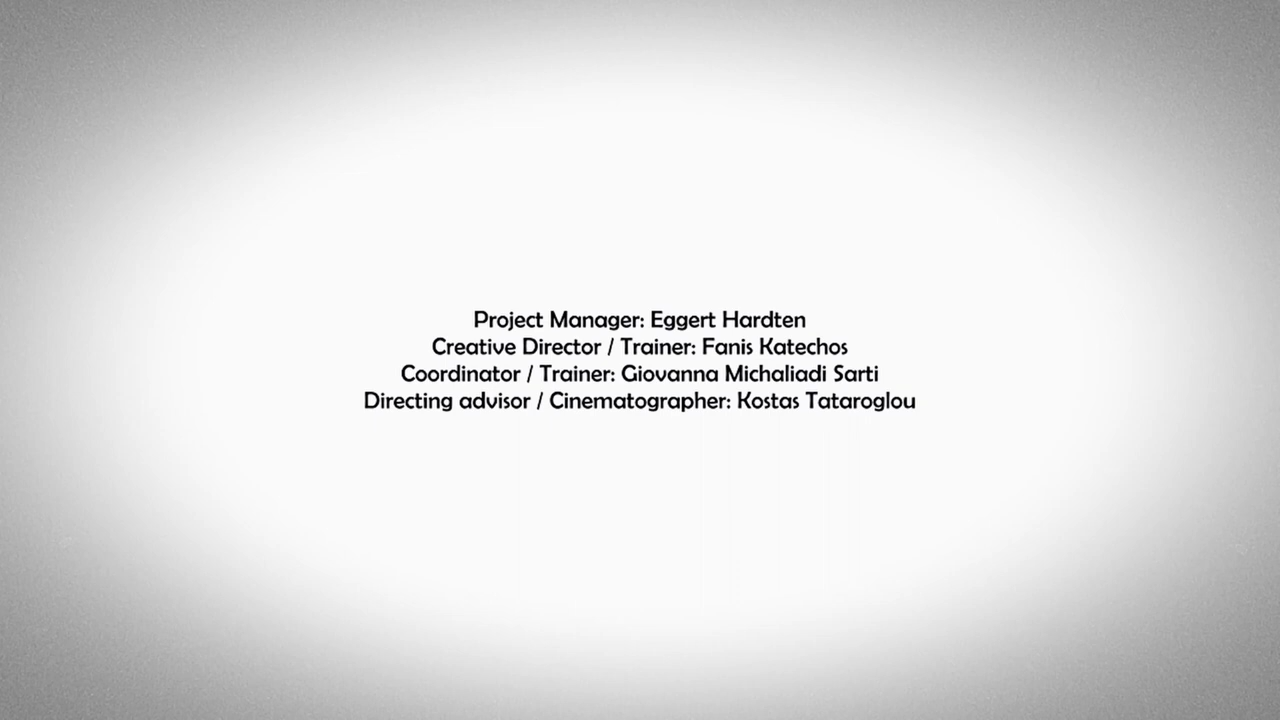 Project Manager: Eggert Hardten
Creative Director / Trainer: Fanis Katechos
Coordinator / Trainer: Giovanna Michaliadi Sarti
Directing advisor / Cinematographer: Kostas Tataroglou